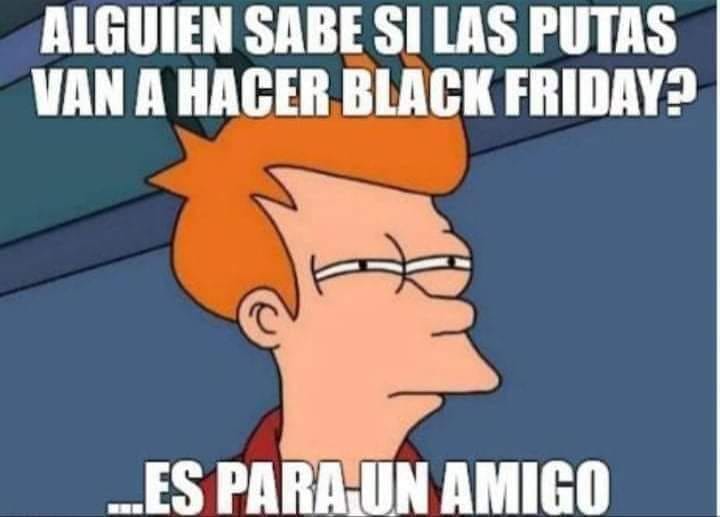 ALGUIEN SABE SI LAS PUTAS
VAN A HACER BLACK FRIDAY?
...ES PARA UN AMIGO